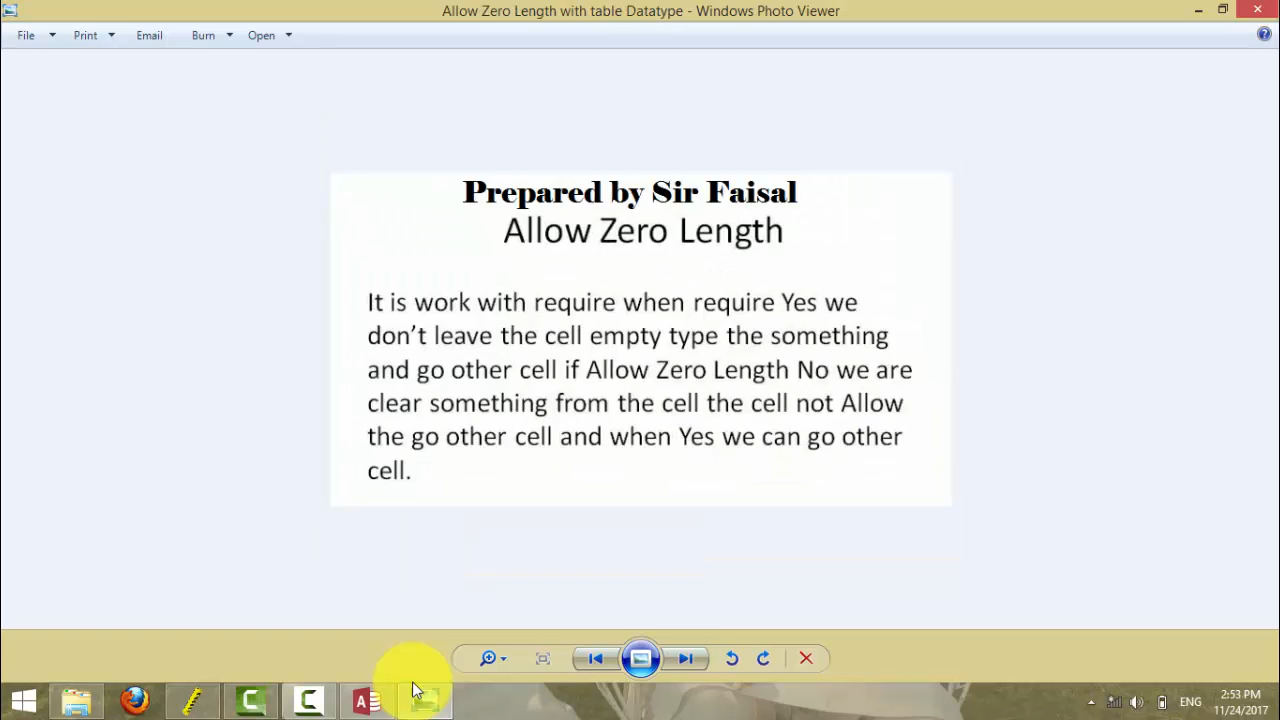 Allow Zero Length with table Datatype - Windows Photo Viewer
File Print Email Burn Open
Prepared by Sir Faisal
Allow Zero Length
It is work with require when require Yes we
don’t leave the cell empty type the something
and go other cell if Allow Zero Length No we are
clear something from the cell the cell not Allow
the go other cell and when Yes we can go other
cell.
ENG
2:53 PM
11/24/2017